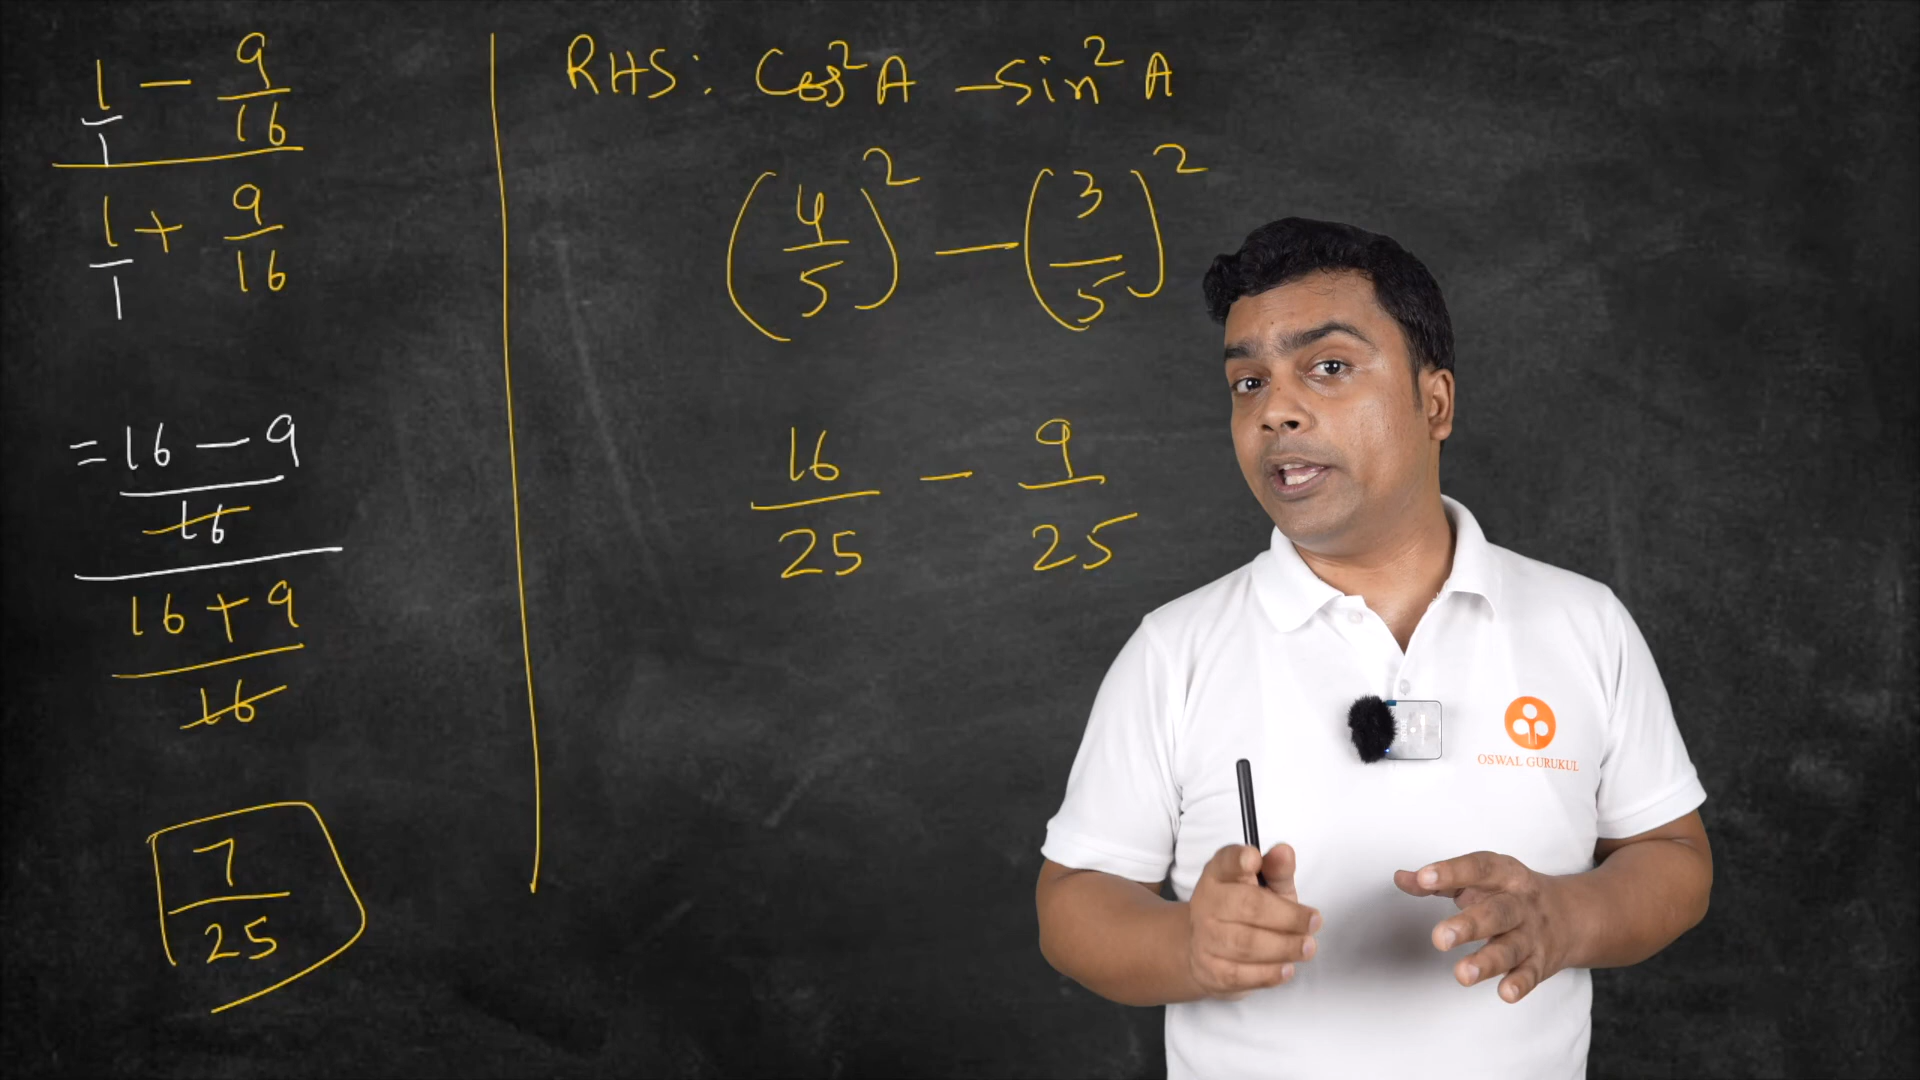 1/1 − 9/16
1/1 + 9/16
= 16 − 9
16
16 + 9
16
7
25
RHS: Cos²A − Sin²A
(4/5)² − (3/5)²
16/25 − 9/25
OSWAL GURUKUL